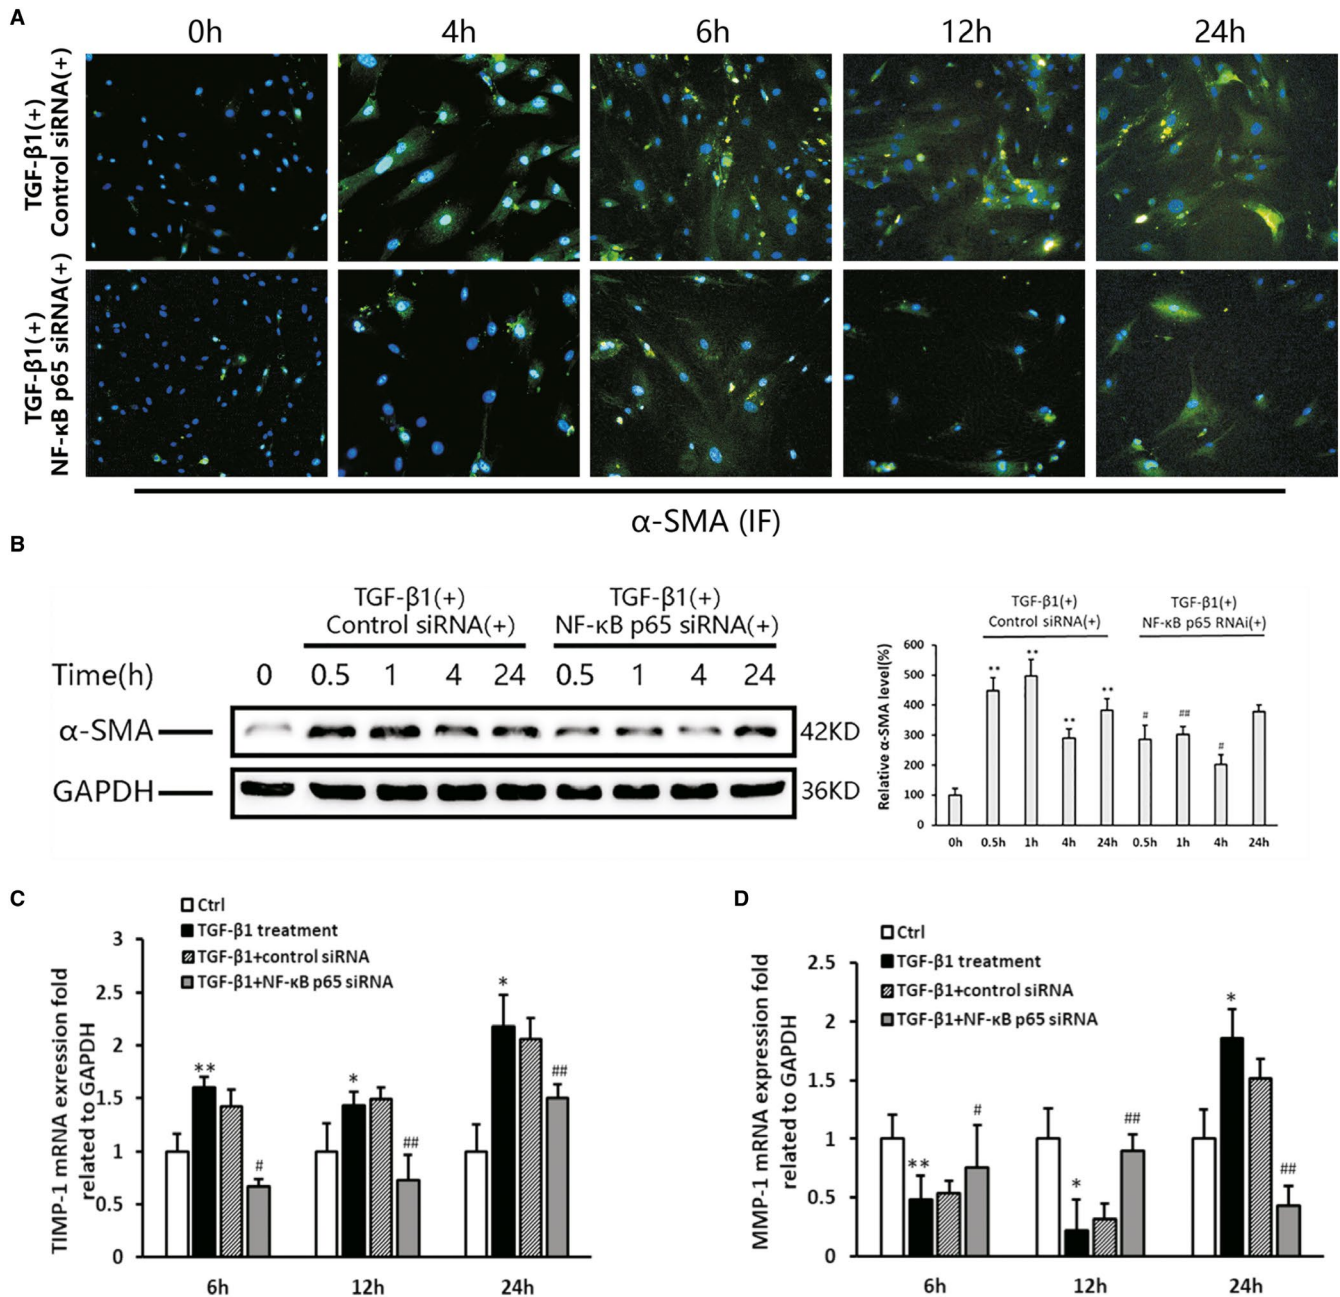 A
0h 4h 6h 12h 24h
TGF-β1(+)
Control siRNA(+)
TGF-β1(+)
NF-κB p65 siRNA(+)
α-SMA (IF)
B
TGF-β1(+)
Control siRNA(+)
TGF-β1(+)
NF-κB p65 siRNA(+)
Time(h) 0 0.5 1 4 24 0.5 1 4 24
α-SMA 42KD
GAPDH 36KD
TGF-β1(+)
Control siRNA(+)
TGF-β1(+)
NF-κB p65 RNAi(+)
Relative α-SMA level(%)
600
500
400
300
200
100
0
** ** ** ** # ## #
0h 0.5h 1h 4h 24h 0.5h 1h 4h 24h
C
Ctrl
TGF-β1 treatment
TGF-β1+control siRNA
TGF-β1+NF-κB p65 siRNA
TIMP-1 mRNA exression fold
related to GAPDH
3
2.5
2
1.5
1
0.5
0
** # * ## * ##
6h 12h 24h
D
Ctrl
TGF-β1 treatment
TGF-β1+control siRNA
TGF-β1+NF-κB p65 siRNA
MIMP-1 mRNA expression fold
related to GAPDH
2.5
2
1.5
1
0.5
0
** # * ## * ##
6h 12h 24h